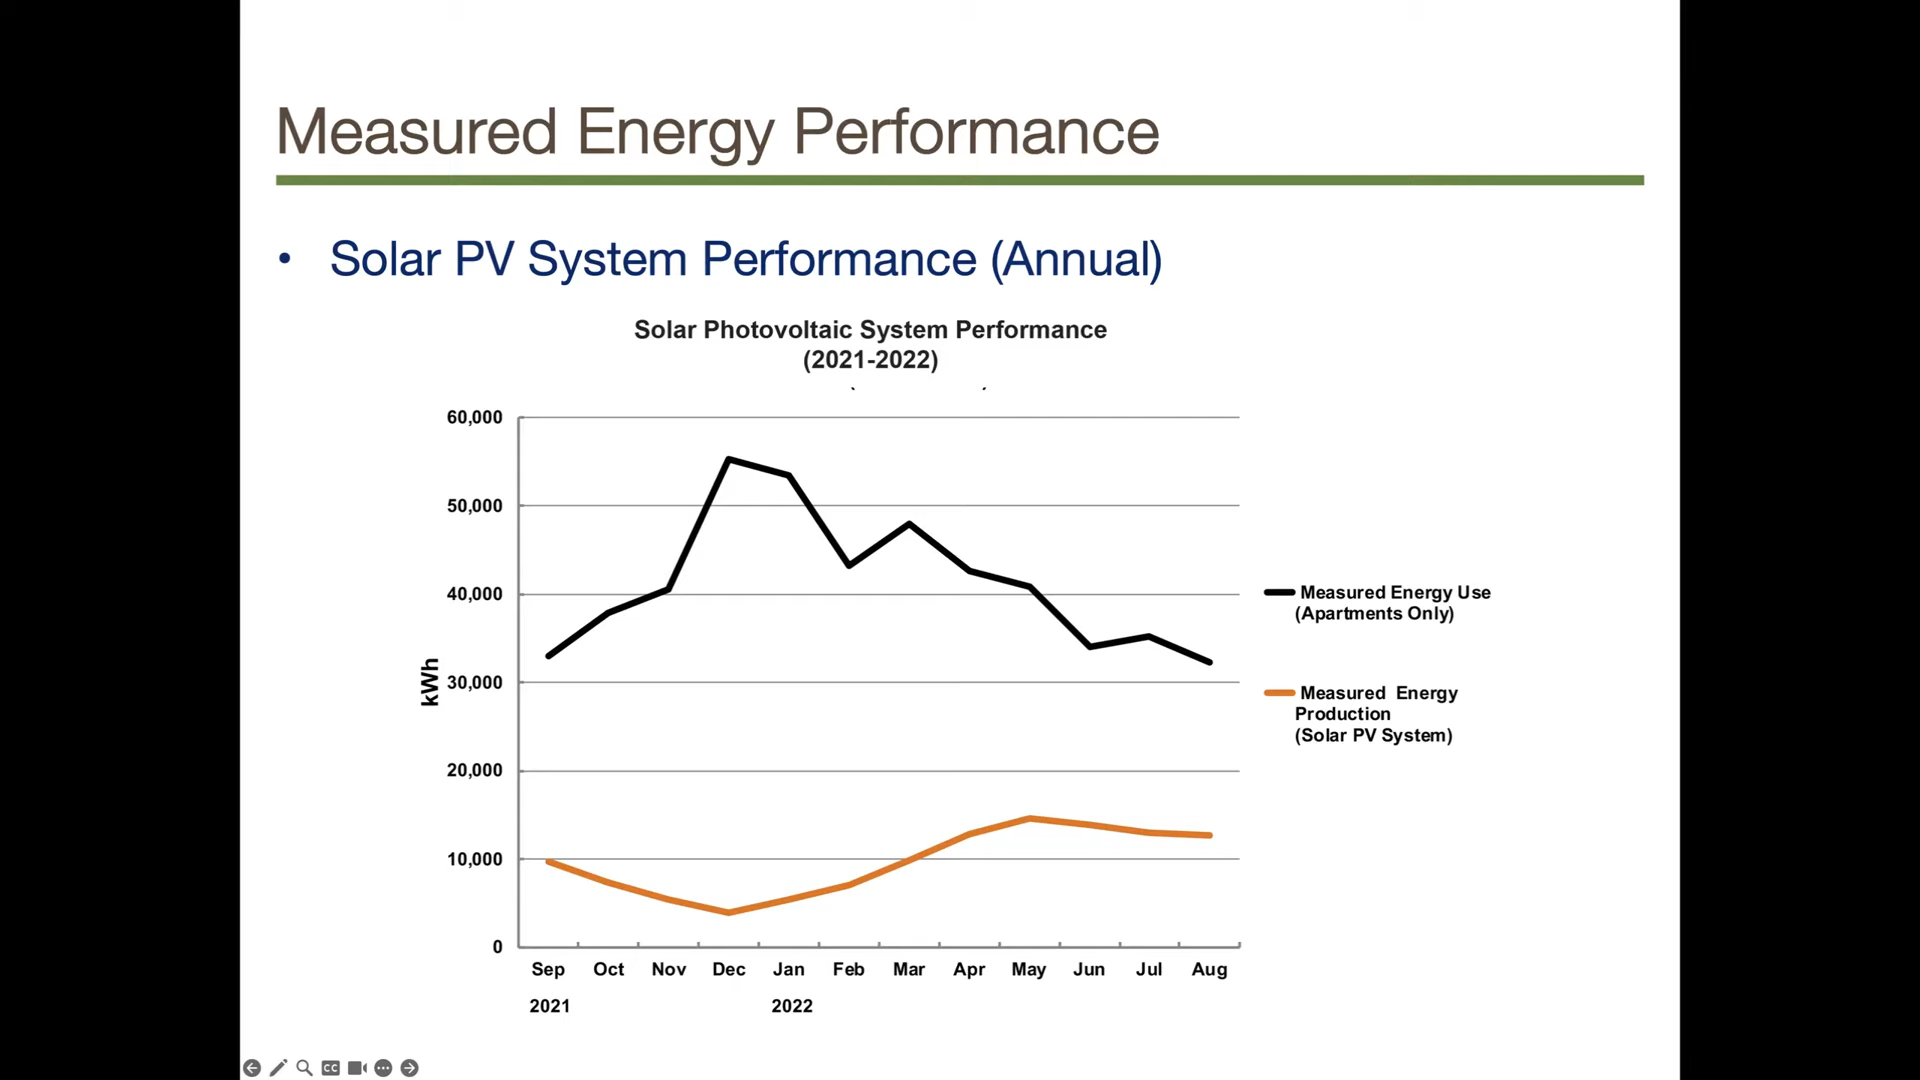 Measured Energy Performance
• Solar PV System Performance (Annual)
Solar Photovoltaic System Performance
(2021-2022)
60,000
50,000
40,000
30,000
20,000
10,000
0
kWh
Sep Oct Nov Dec Jan Feb Mar Apr May Jun Jul Aug
2021 2022
Measured Energy Use
(Apartments Only)
Measured Energy
Production
(Solar PV System)
CC